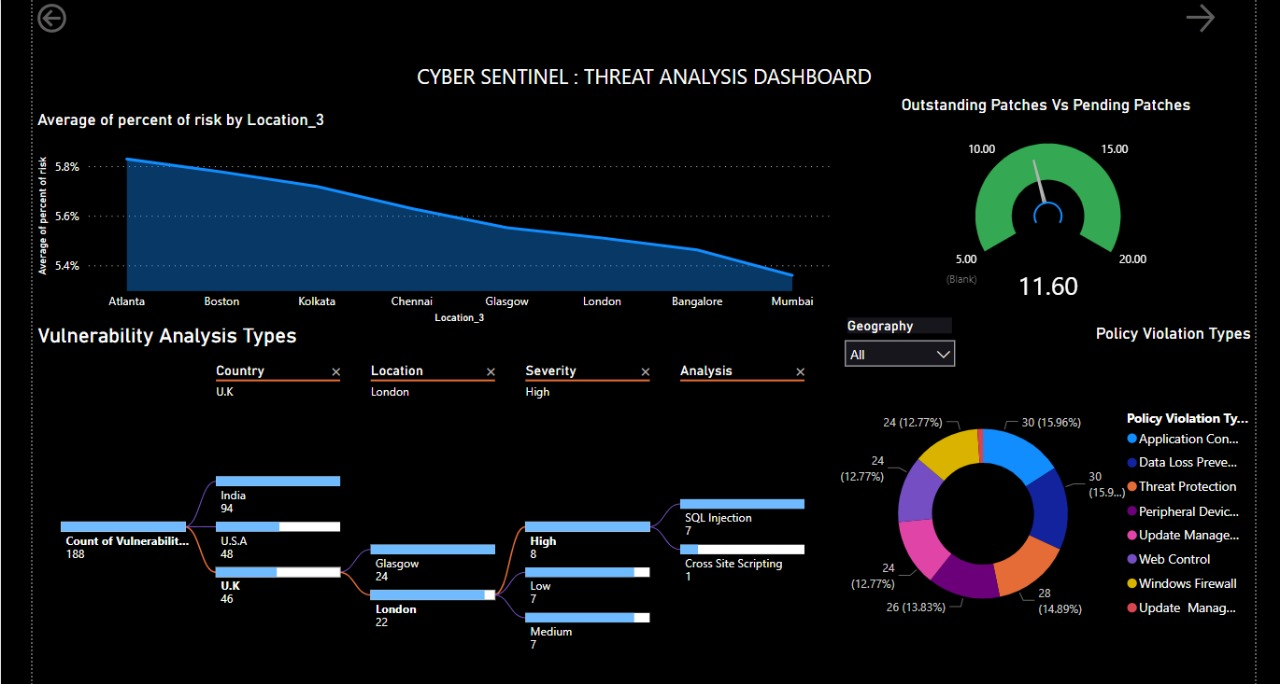 CYBER SENTINEL : THREAT ANALYSIS DASHBOARD
Average of percent of risk by Location_3
Average of percent of risk
5.8%
5.6%
5.4%
Atlanta
Boston
Kolkata
Chennai
Glasgow
London
Bangalore
Mumbai
Location_3
Outstanding Patches Vs Pending Patches
10.00
15.00
5.00
20.00
(Blank)
11.60
Vulnerability Analysis Types
Country
U.K
Location
London
Severity
High
Analysis
Count of Vulnerabilit...
188
India
94
U.S.A
48
U.K
46
Glasgow
24
London
22
High
8
Low
7
Medium
7
SQL Injection
7
Cross Site Scripting
1
Geography
All
Policy Violation Types
24 (12.77%)
30 (15.96%)
24
(12.77%)
30
(15.9...)
24
(12.77%)
26 (13.83%)
28
(14.89%)
Policy Violation Ty...
Application Con...
Data Loss Preve...
Threat Protection
Peripheral Devic...
Update Manage...
Web Control
Windows Firewall
Update  Manag...